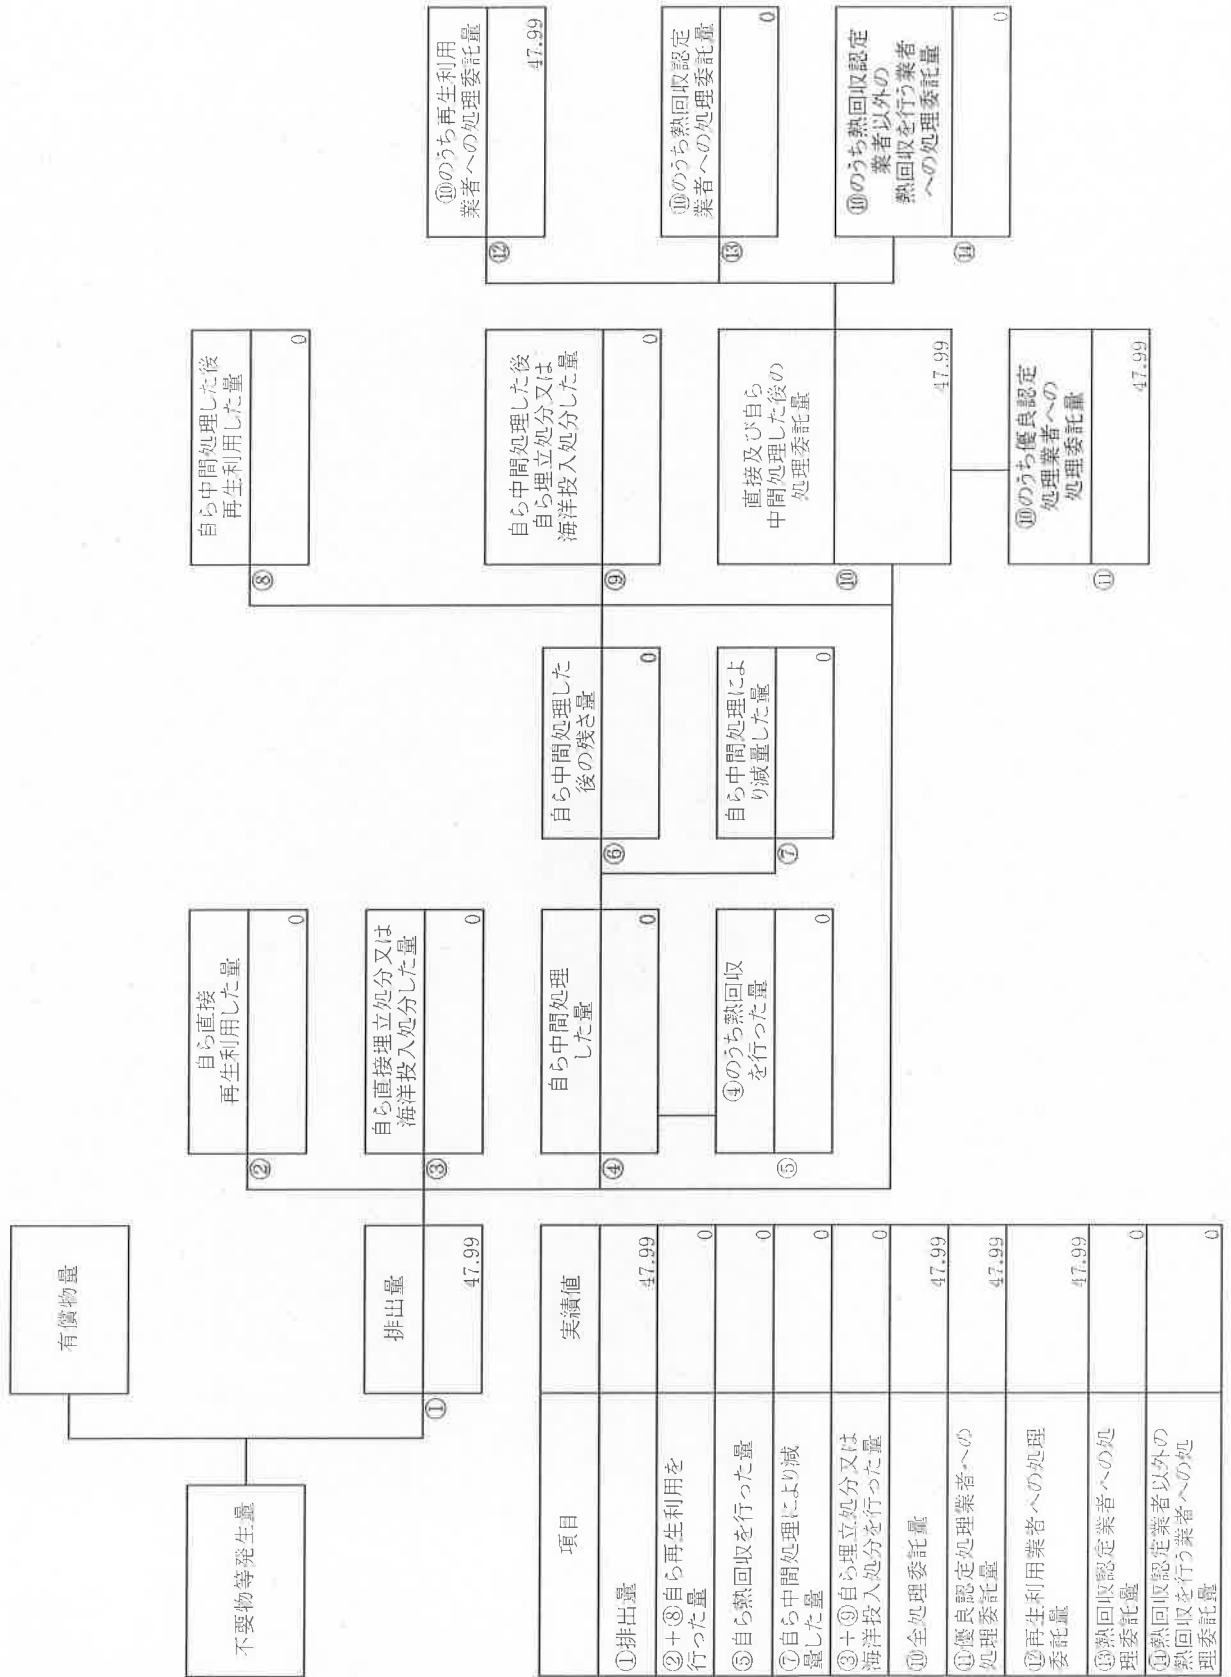 不要物等発生量
有償物量
①
排出量
47.99
②
自ら直接
再生利用した量
0
③
自ら直接埋立処分又は
海洋投入処分した量
0
④
自ら中間処理
した量
0
⑤
④のうち熱回収
を行った量
0
⑥
自ら中間処理した
後の残さ量
0
⑦
自ら中間処理によ
り減量した量
0
⑧
自ら中間処理した後
再生利用した量
0
⑨
自ら中間処理した後
自ら埋立処分又は
海洋投入処分した量
0
⑩
直接及び自ら
中間処理した後の
処理委託量
47.99
⑪
⑩のうち優良認定
処理業者への
処理委託量
47.99
⑫
⑩のうち再生利用
業者への処理委託量
47.99
⑬
⑩のうち熱回収認定
業者への処理委託量
0
⑭
⑩のうち熱回収認定
業者以外の
熱回収を行う業者
への処理委託量
0
項目
実績値
①排出量
47.99
②+⑧自ら再生利用を
行った量
0
⑤自ら熱回収を行った量
0
⑦自ら中間処理により減
量した量
0
③+⑨自ら埋立処分又は
海洋投入処分を行った量
0
⑩全処理委託量
47.99
⑪優良認定処理業者への
処理委託量
47.99
⑫再生利用業者への処理
委託量
47.99
⑬熱回収認定業者への処
理委託量
0
⑭熱回収認定業者以外の
熱回収を行う業者への処
理委託量
0